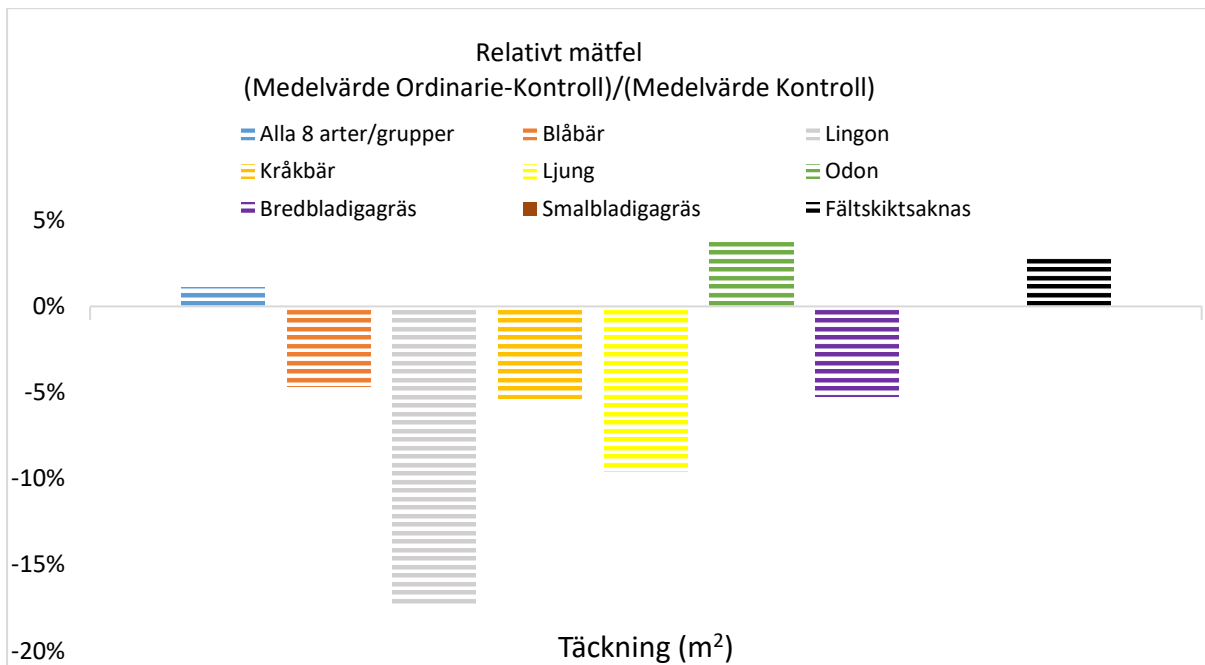 Relativt mätfel
(Medelvärde Ordinarie-Kontroll)/(Medelvärde Kontroll)
Alla 8 arter/grupper Blåbär Lingon
Kråkbär Ljung Odon
Bredbladigagräs Smalbladigagräs Fältskiktsaknas
5%
0%
-5%
-10%
-15%
-20%
Täckning (m²)